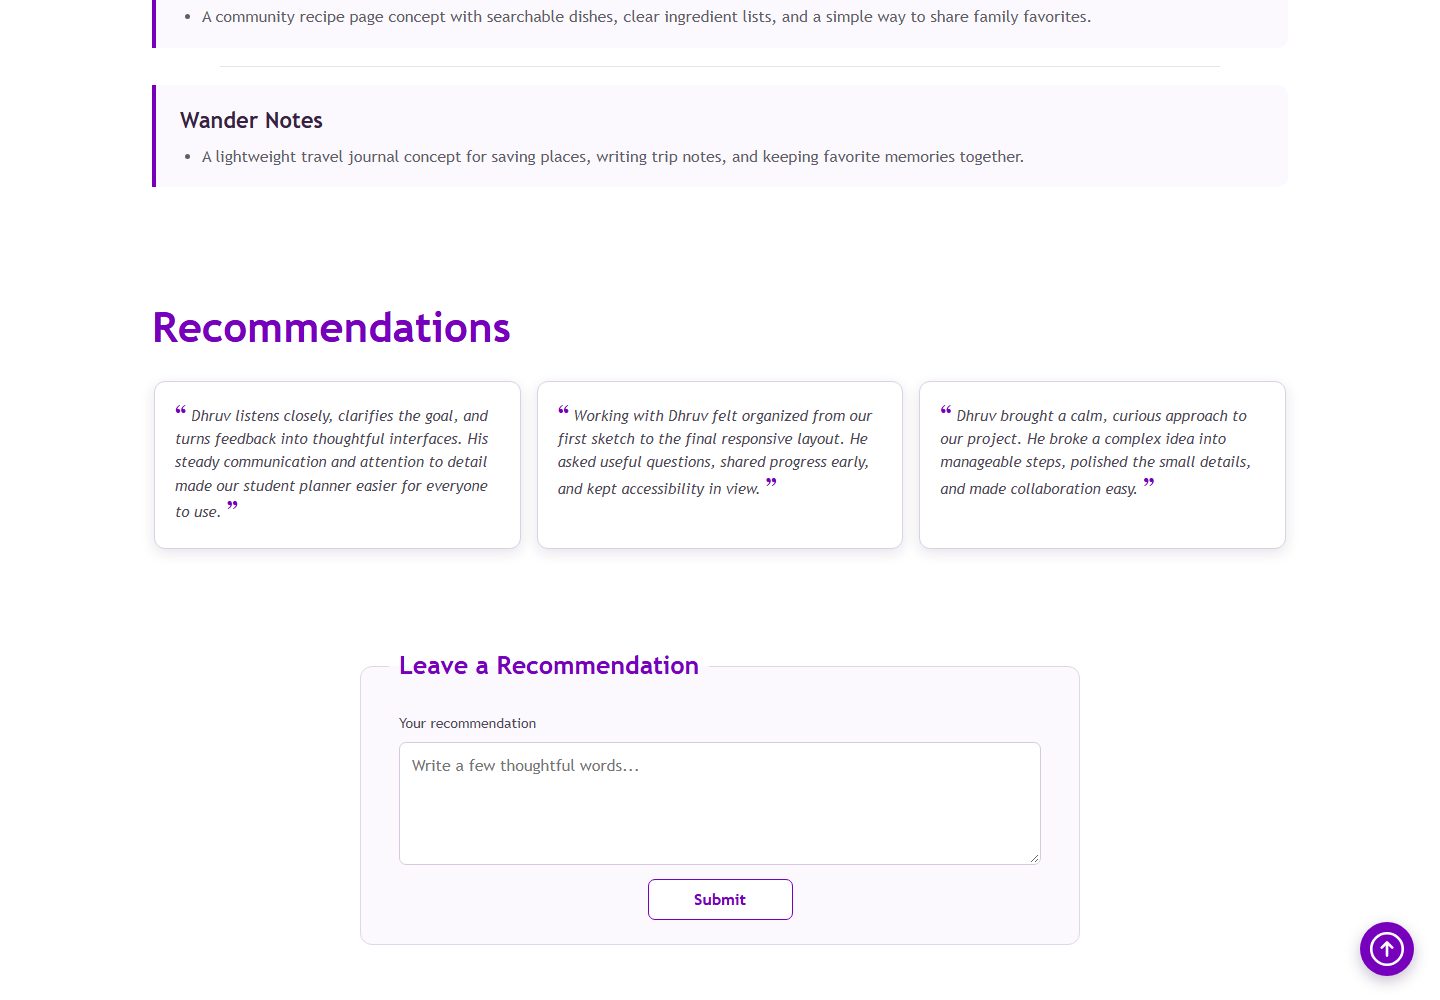 • A community recipe page concept with searchable dishes, clear ingredient lists, and a simple way to share family favorites.
Wander Notes
• A lightweight travel journal concept for saving places, writing trip notes, and keeping favorite memories together.
Recommendations
“ Dhruv listens closely, clarifies the goal, and
turns feedback into thoughtful interfaces. His
steady communication and attention to detail
made our student planner easier for everyone
to use. ”
“ Working with Dhruv felt organized from our
first sketch to the final responsive layout. He
asked useful questions, shared progress early,
and kept accessibility in view. ”
“ Dhruv brought a calm, curious approach to
our project. He broke a complex idea into
manageable steps, polished the small details,
and made collaboration easy. ”
Leave a Recommendation
Your recommendation
Write a few thoughtful words...
Submit